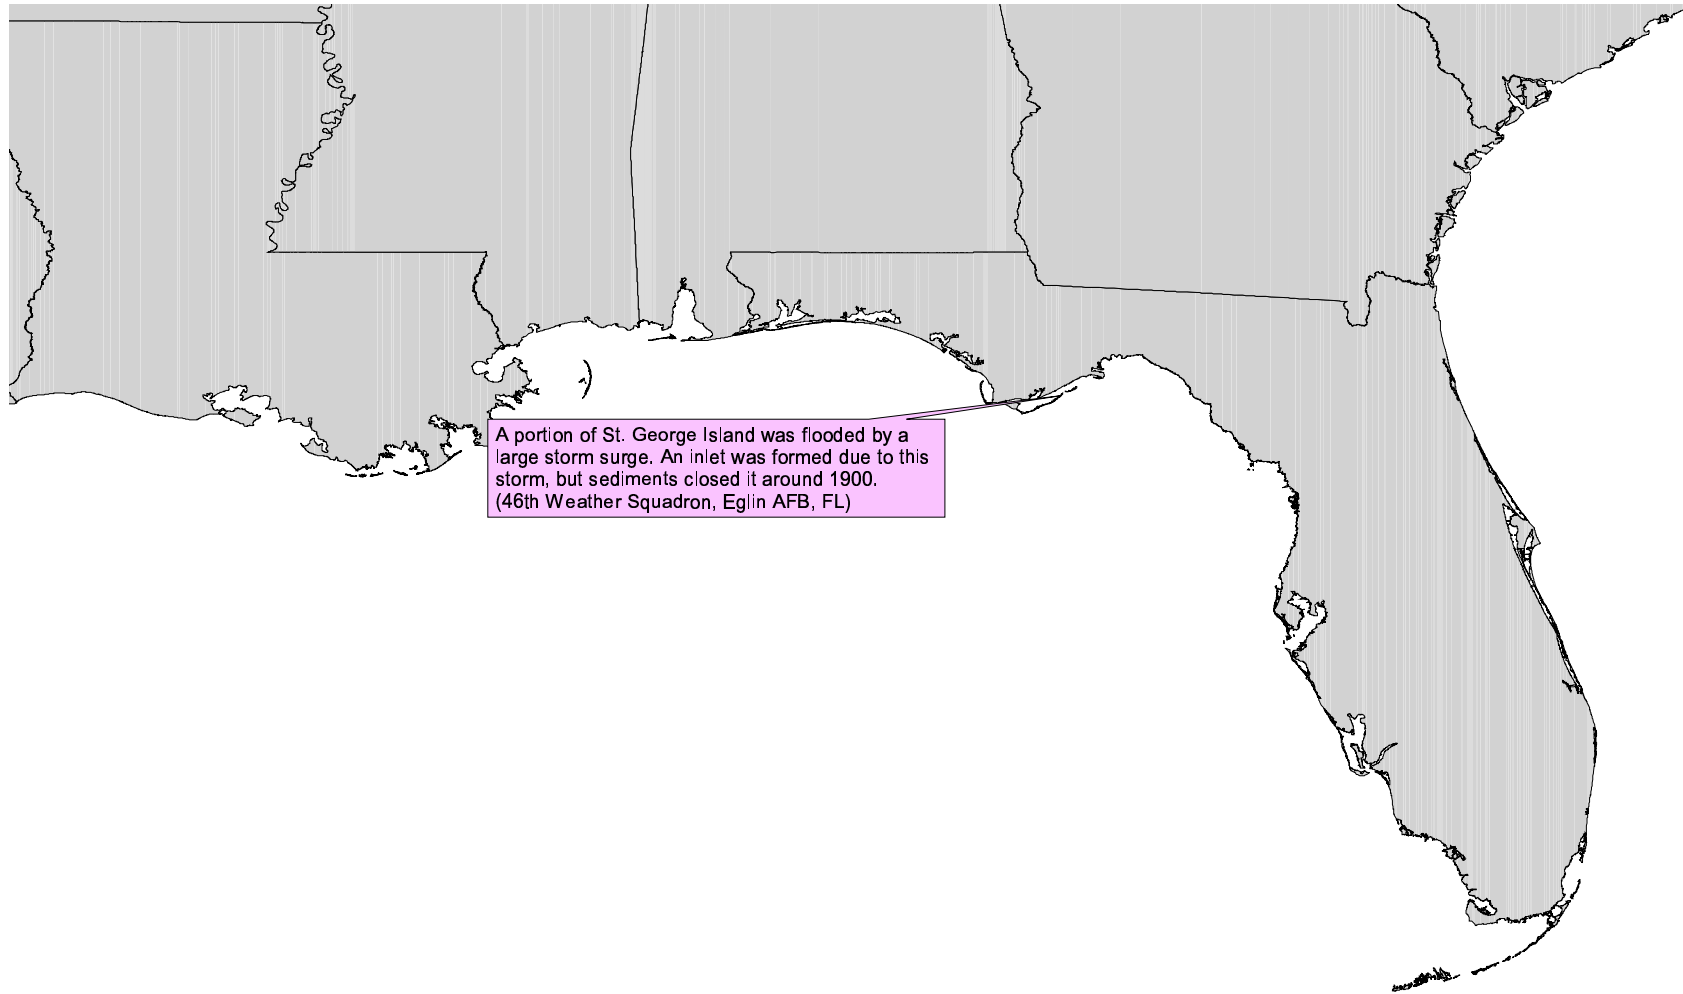 A portion of St. George Island was flooded by a
large storm surge. An inlet was formed due to this
storm, but sediments closed it around 1900.
(46th Weather Squadron, Eglin AFB, FL)